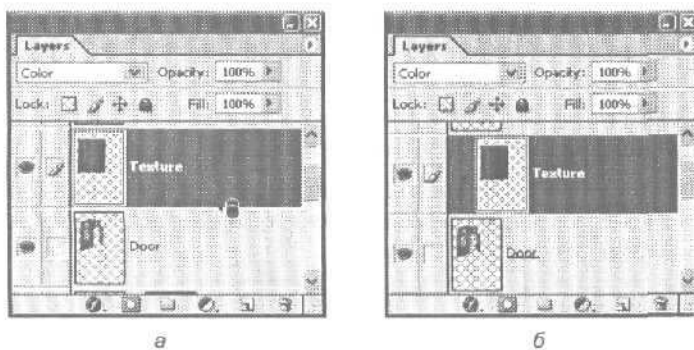 Layers
Color Opacity: 100%
Lock: Fill: 100%
Texture
Door
а
Layers
Color Opacity: 100%
Lock: Fill: 100%
Texture
Door
б